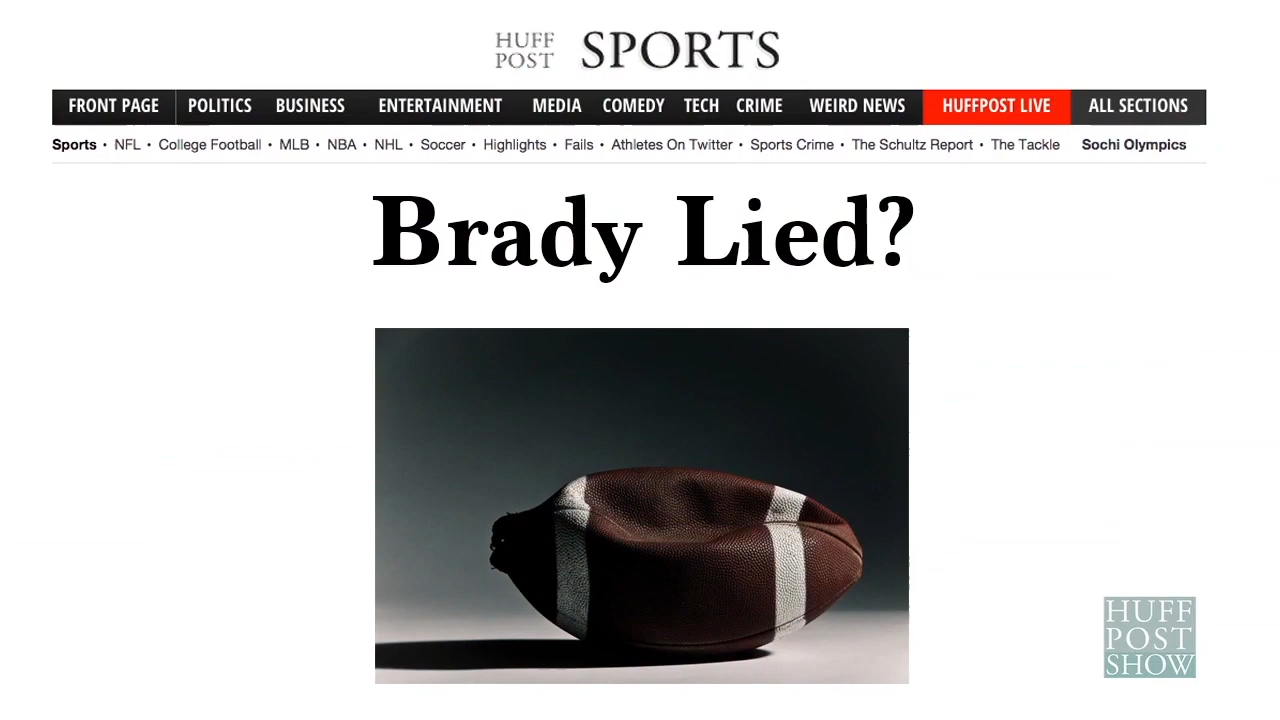 HUFF
POST
SPORTS
FRONT PAGE POLITICS BUSINESS ENTERTAINMENT MEDIA COMEDY TECH CRIME WEIRD NEWS HUFFPOST LIVE ALL SECTIONS
Sports • NFL • College Football • MLB • NBA • NHL • Soccer • Highlights • Fails • Athletes On Twitter • Sports Crime • The Schultz Report • The Tackle Sochi Olympics
Brady Lied?
HUFF
POST
SHOW